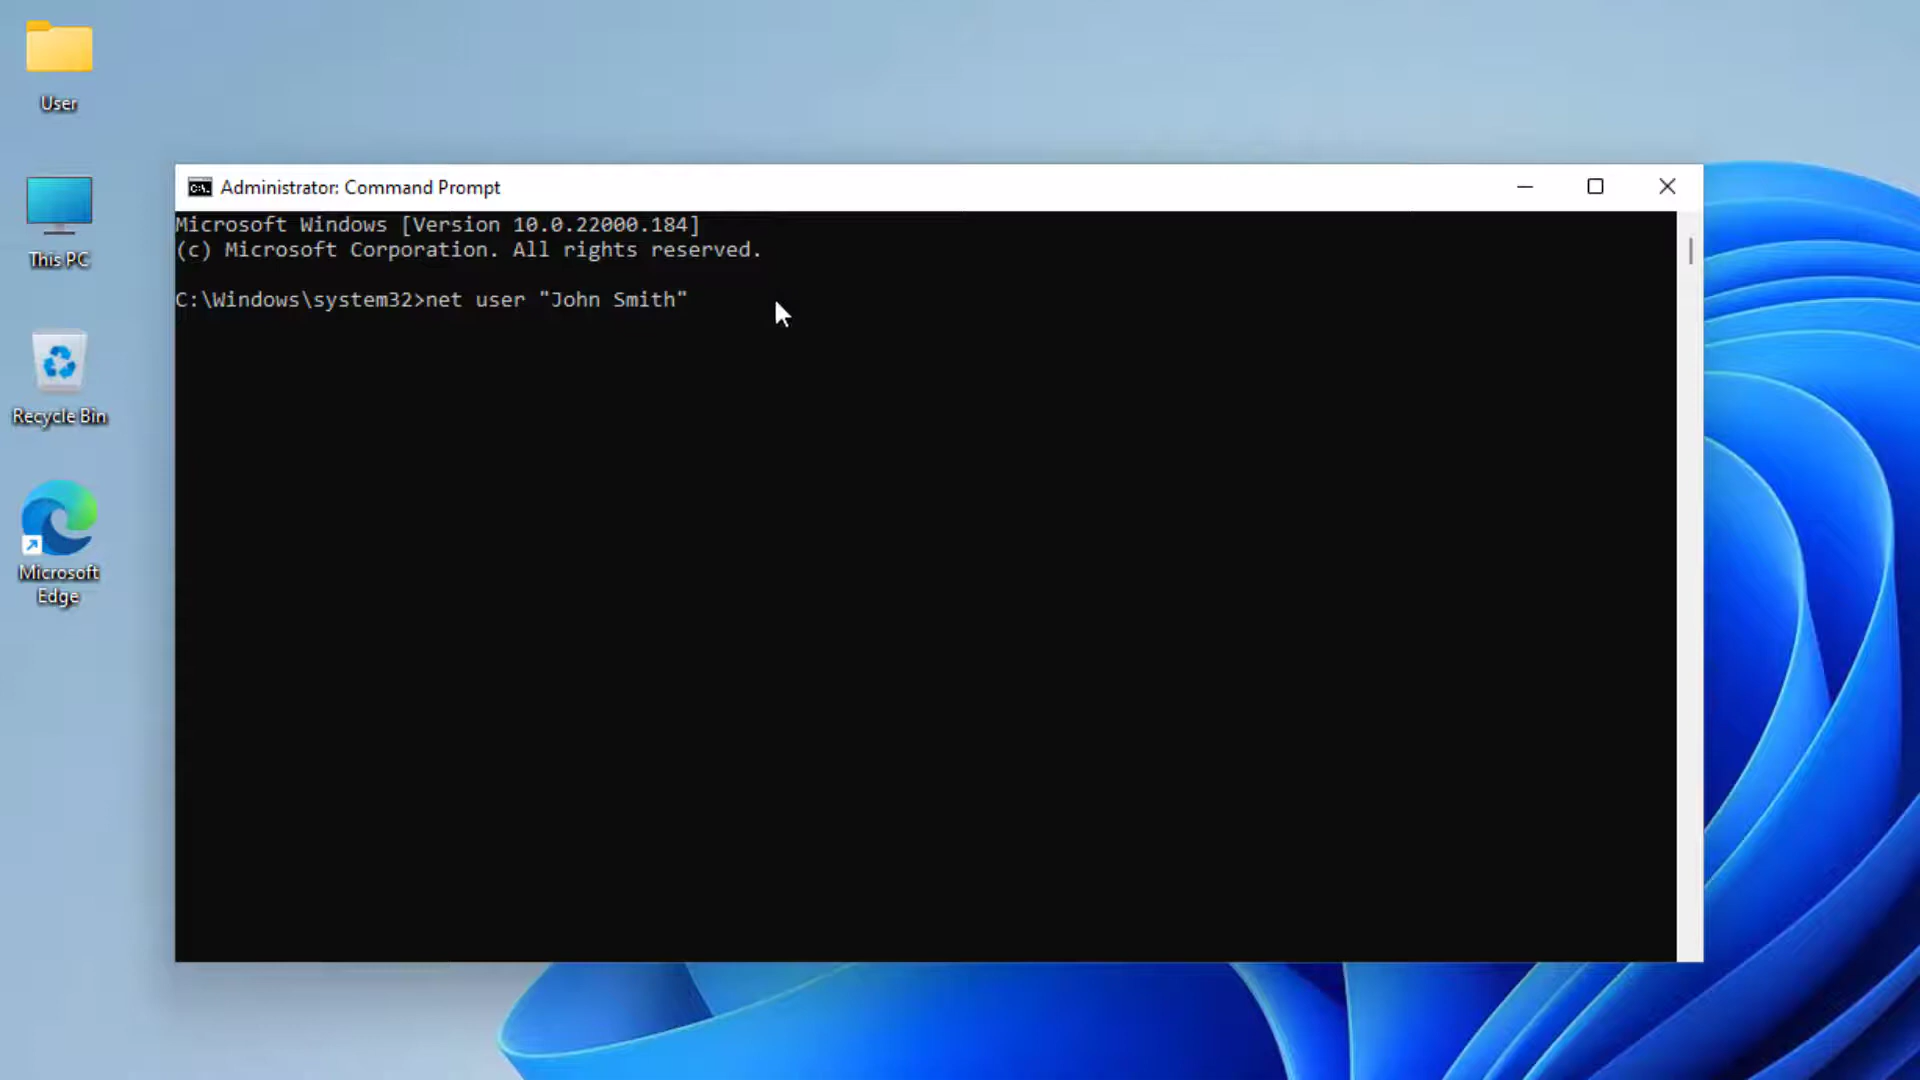 User
This PC
Recycle Bin
Microsoft
Edge
Administrator: Command Prompt
Microsoft Windows [Version 10.0.22000.184]
(c) Microsoft Corporation. All rights reserved.
C:\Windows\system32>net user "John Smith"